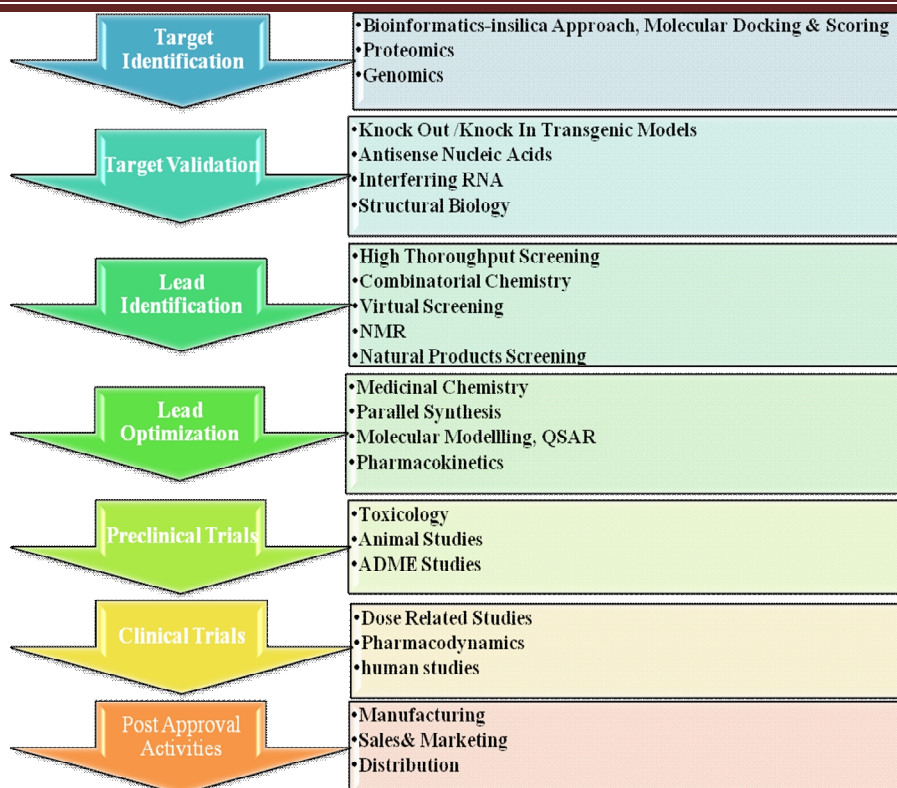 Target
Identification
•Bioinformatics-insilica Approach, Molecular Docking & Scoring
•Proteomics
•Genomics
Target Validation
•Knock Out /Knock In Transgenic Models
•Antisense Nucleic Acids
•Interferring RNA
•Structural Biology
Lead
Identification
•High Thoroughput Screening
•Combinatorial Chemistry
•Virtual Screening
•NMR
•Natural Products Screening
Lead
Optimization
•Medicinal Chemistry
•Parallel Synthesis
•Molecular Modellling, QSAR
•Pharmacokinetics
Preclinical Trials
•Toxicology
•Animal Studies
•ADME Studies
Clinical Trials
•Dose Related Studies
•Pharmacodynamics
•human studies
Post Approval
Activities
•Manufacturing
•Sales& Marketing
•Distribution